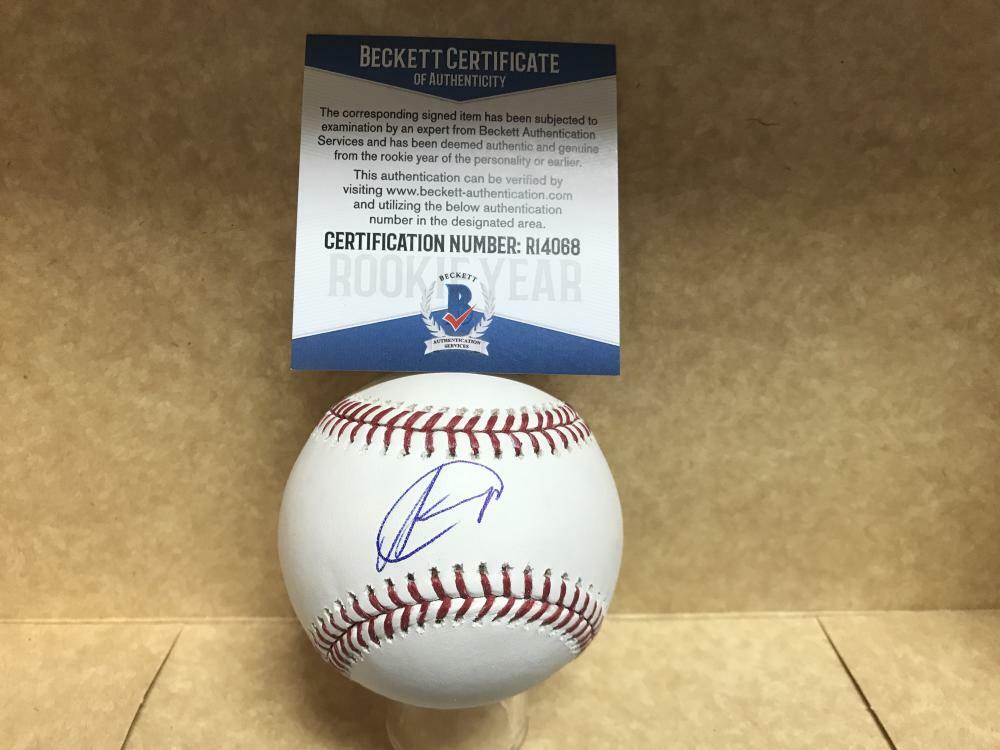 BECKETT CERTIFICATE
OF AUTHENTICITY
The corresponding signed item has been subjected to
examination by an expert from Beckett Authentication
Services and has been deemed authentic and genuine
from the rookie year of the personality or earlier.
This authentication can be verified by
visiting www.beckett-authentication.com
and utilizing the below authentication
number in the designated area.
CERTIFICATION NUMBER: R14068
ROOKIE YEAR
BECKETT
B
AUTHENTICATION
SERVICES